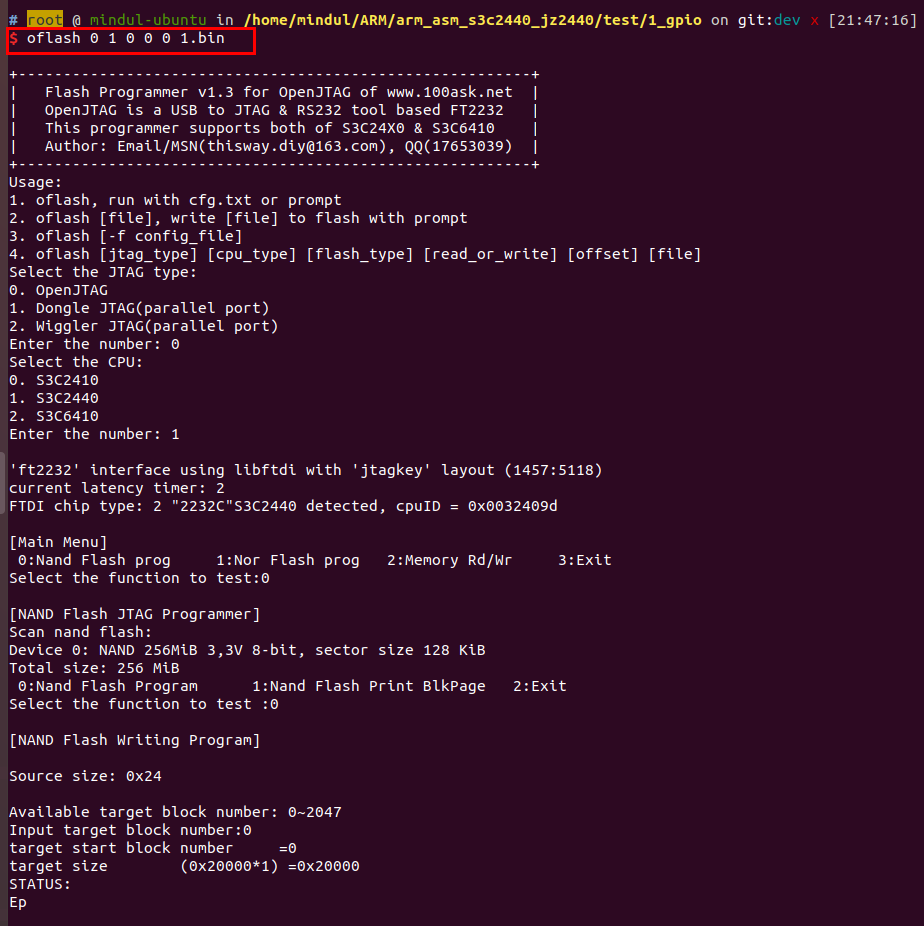 # root @ mindul-ubuntu in /home/mindul/ARM/arm_asm_s3c2440_jz2440/test/1_gpio on git:dev x [21:47:16]
$ oflash 0 1 0 0 0 1.bin
+---------------------------------------------------------+
|   Flash Programmer v1.3 for OpenJTAG of www.100ask.net  |
|   OpenJTAG is a USB to JTAG & RS232 tool based FT2232   |
|   This programmer supports both of S3C24X0 & S3C6410    |
|   Author: Email/MSN(thisway.diy@163.com), QQ(17653039)  |
+---------------------------------------------------------+
Usage:
1. oflash, run with cfg.txt or prompt
2. oflash [file], write [file] to flash with prompt
3. oflash [-f config_file]
4. oflash [jtag_type] [cpu_type] [flash_type] [read_or_write] [offset] [file]
Select the JTAG type:
0. OpenJTAG
1. Dongle JTAG(parallel port)
2. Wiggler JTAG(parallel port)
Enter the number: 0
Select the CPU:
0. S3C2410
1. S3C2440
2. S3C6410
Enter the number: 1
'ft2232' interface using libftdi with 'jtagkey' layout (1457:5118)
current latency timer: 2
FTDI chip type: 2 "2232C"S3C2440 detected, cpuID = 0x0032409d
[Main Menu]
 0:Nand Flash prog     1:Nor Flash prog   2:Memory Rd/Wr     3:Exit
Select the function to test:0
[NAND Flash JTAG Programmer]
Scan nand flash:
Device 0: NAND 256MiB 3,3V 8-bit, sector size 128 KiB
Total size: 256 MiB
 0:Nand Flash Program      1:Nand Flash Print BlkPage   2:Exit
Select the function to test :0
[NAND Flash Writing Program]
Source size: 0x24
Available target block number: 0~2047
Input target block number:0
target start block number     =0
target size        (0x20000*1) =0x20000
STATUS:
Ep